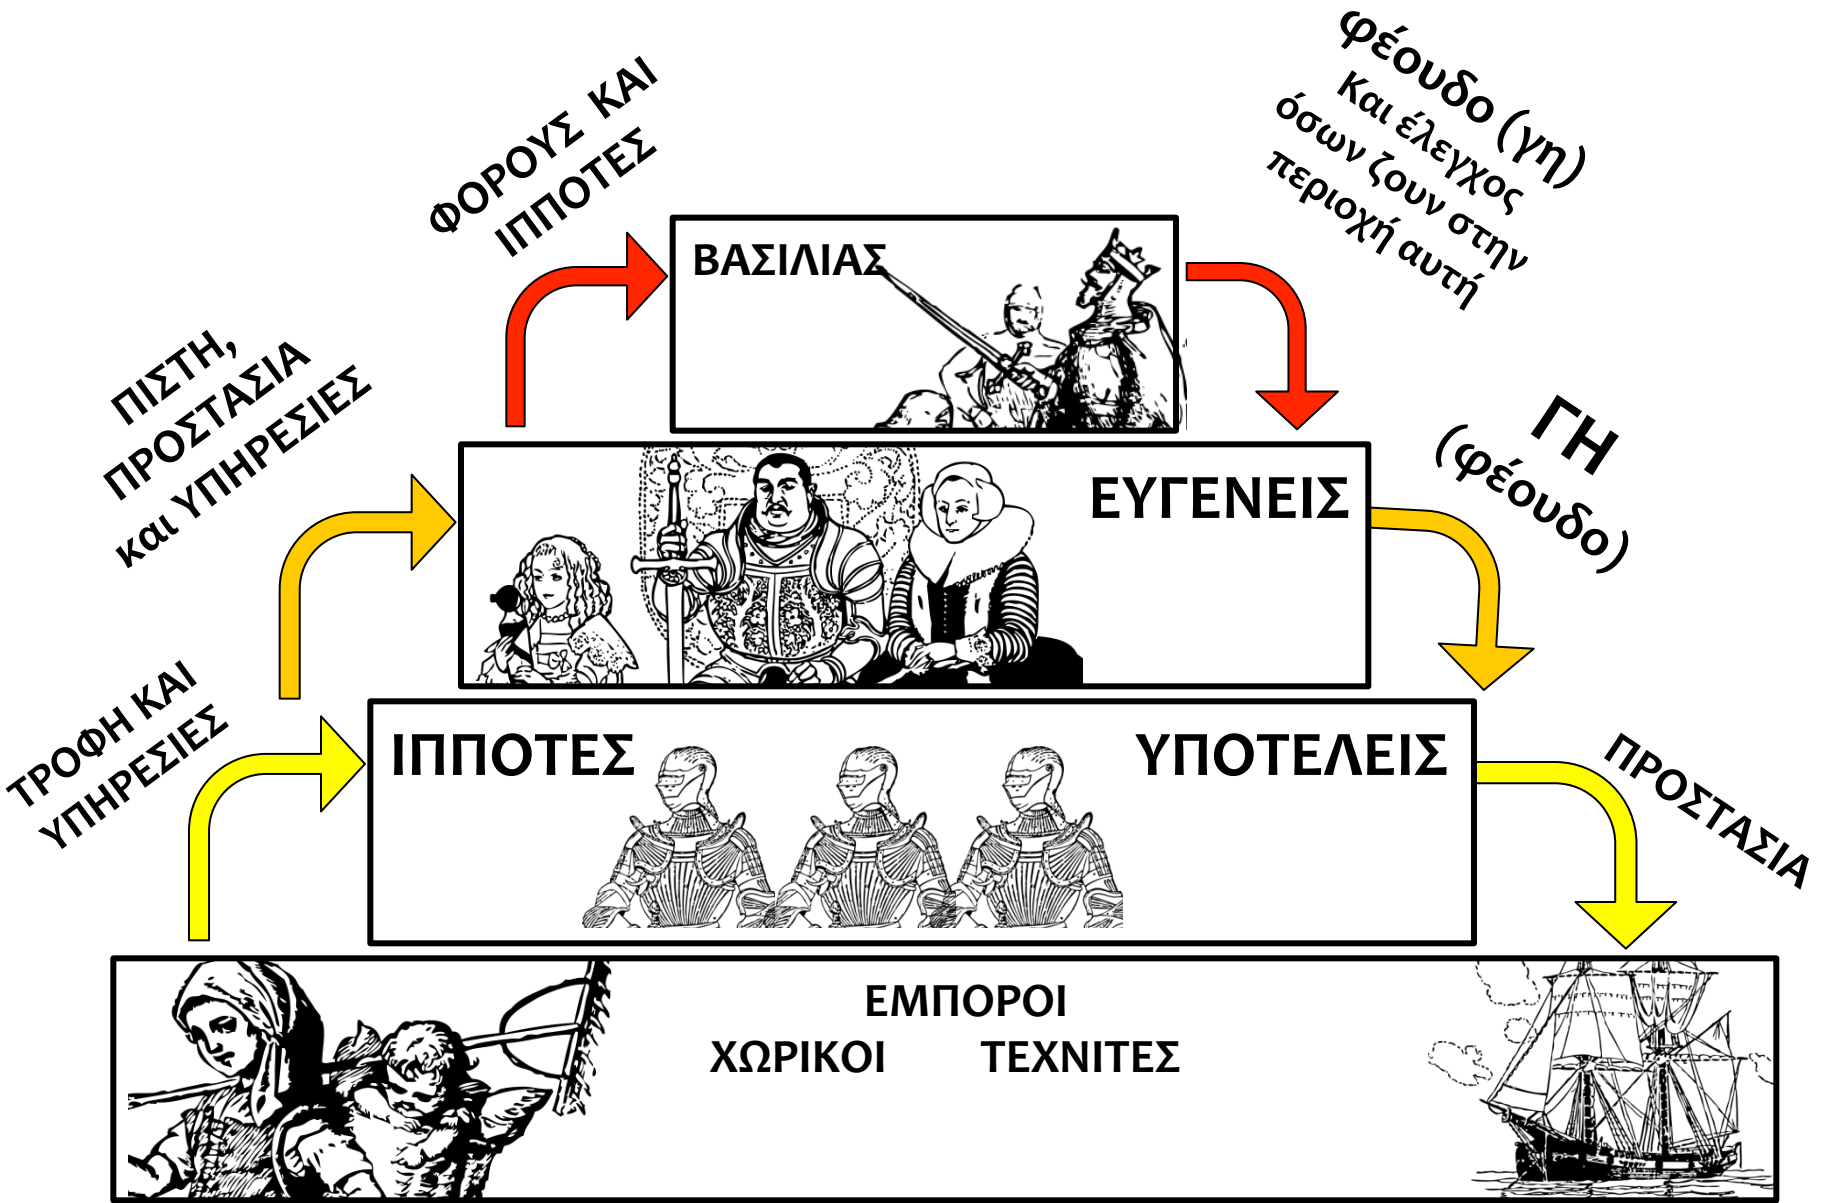 ΦΟΡΟΥΣ ΚΑΙ
ΙΠΠΟΤΕΣ
φέουδο (γη)
Και έλεγχος
όσων ζουν στην
περιοχή αυτή
ΒΑΣΙΛΙΑΣ
ΠΙΣΤΗ,
ΠΡΟΣΤΑΣΙΑ
και ΥΠΗΡΕΣΙΕΣ
ΓΗ
(φέουδο)
ΕΥΓΕΝΕΙΣ
ΤΡΟΦΗ ΚΑΙ
ΥΠΗΡΕΣΙΕΣ
ΙΠΠΟΤΕΣ ΥΠΟΤΕΛΕΙΣ
ΠΡΟΣΤΑΣΙΑ
ΕΜΠΟΡΟΙ
ΧΩΡΙΚΟΙ ΤΕΧΝΙΤΕΣ